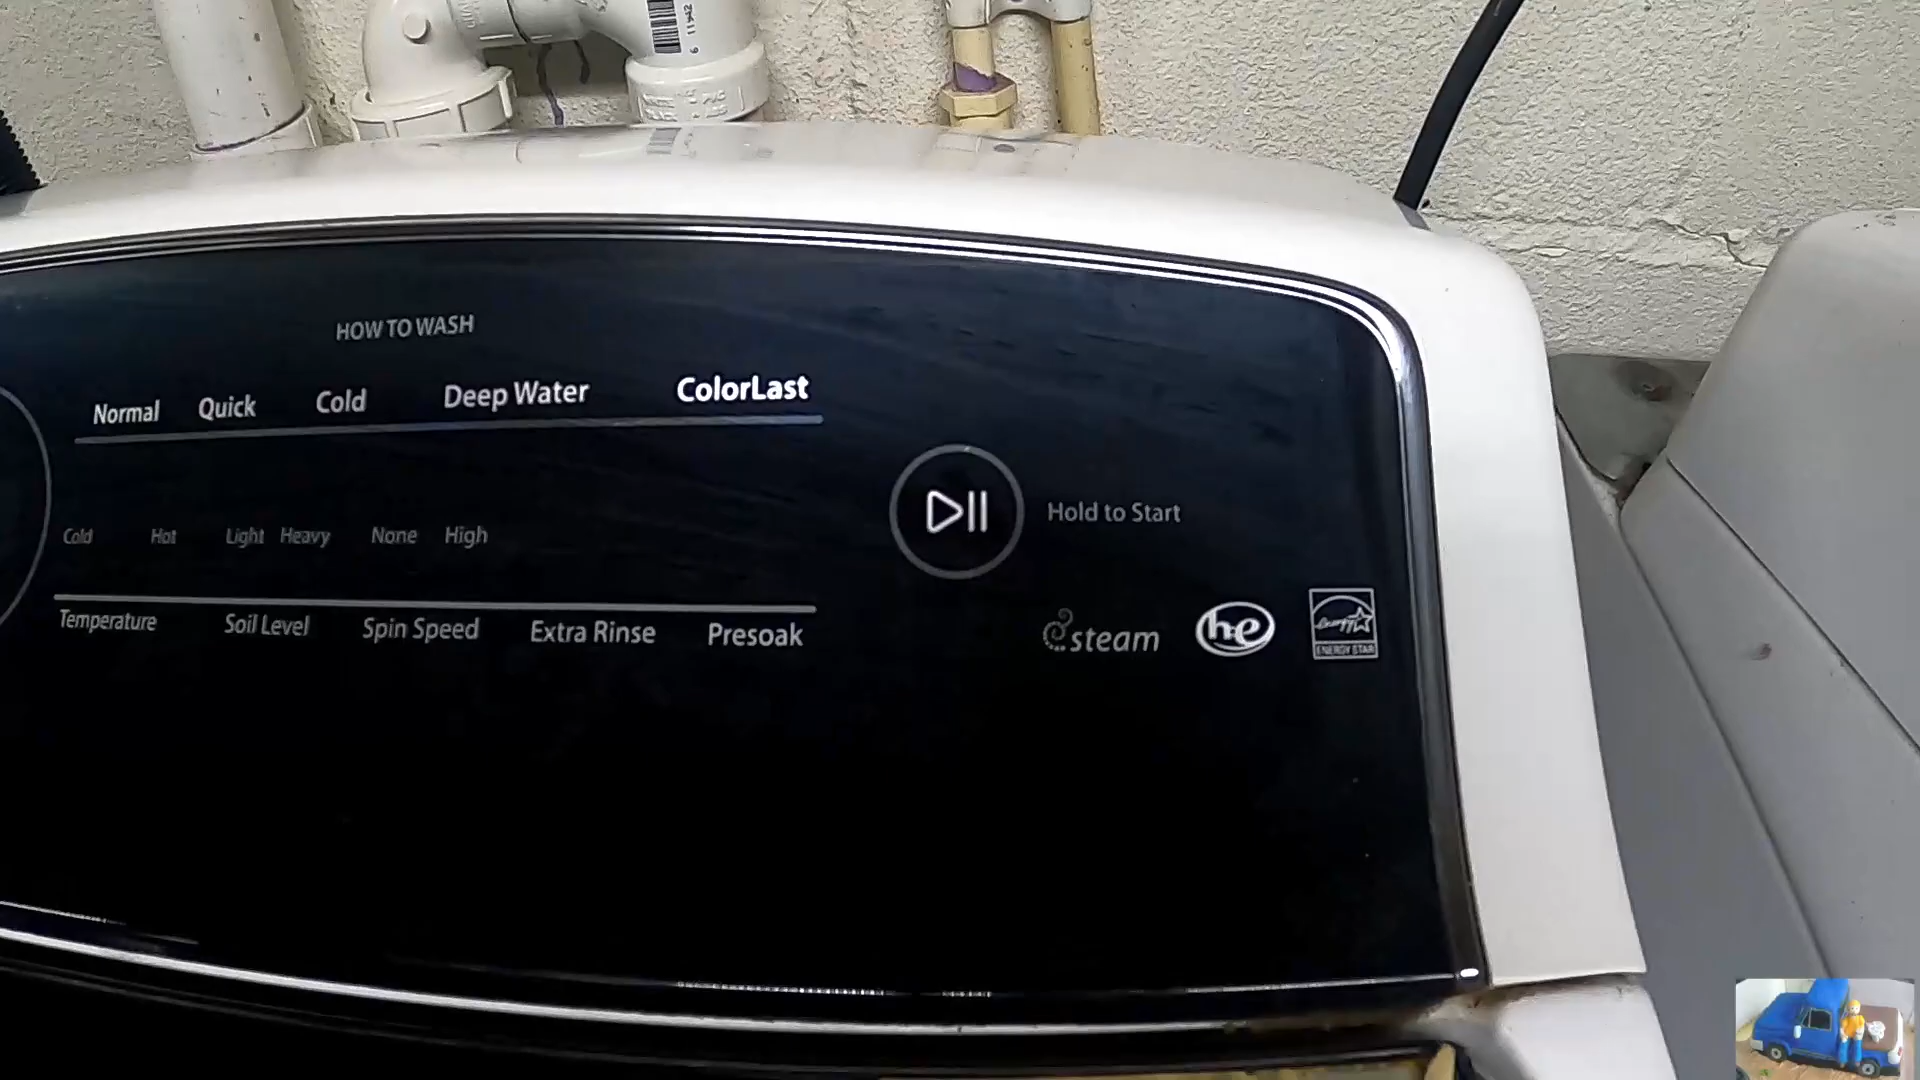 HOW TO WASH
Normal Quick Cold Deep Water ColorLast
Cold Hot Light Heavy None High
Hold to Start
Temperature Soil Level Spin Speed Extra Rinse Presoak
steam he energy ENERGY STAR